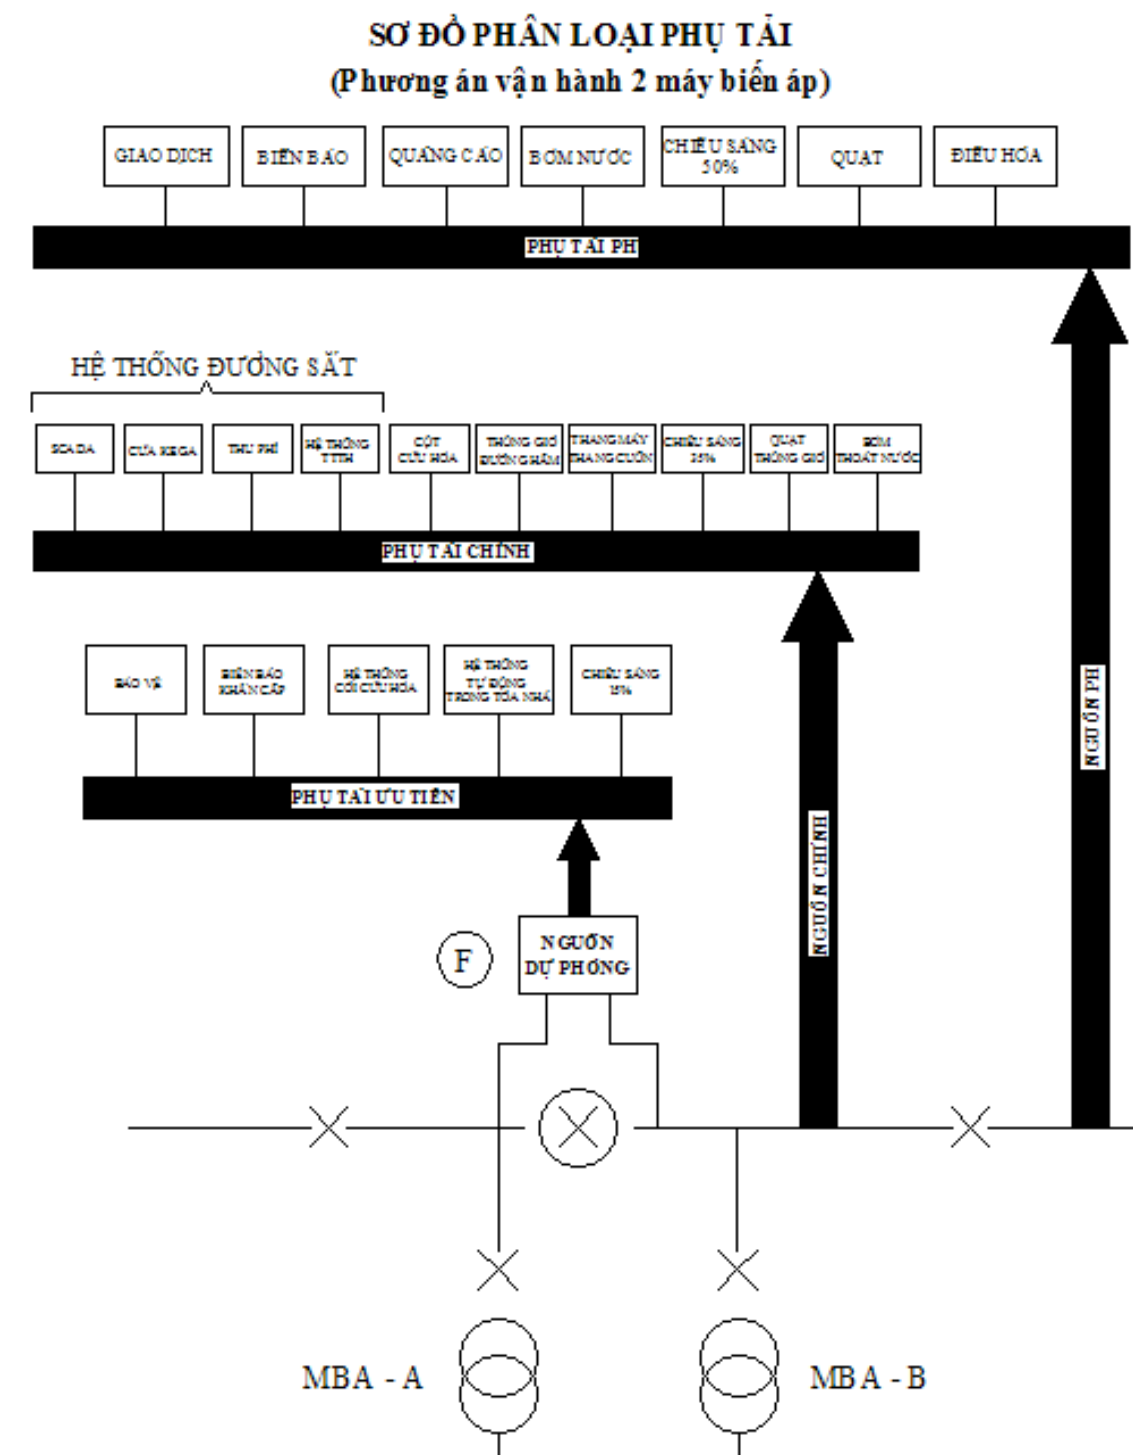 SƠ ĐỒ PHÂN LOẠI PHỤ TẢI
(Phương án vận hành 2 máy biến áp)
GIAO DỊCH
BIỂN BÁO
QUẢNG CÁO
BƠM NƯỚC
CHIẾU SÁNG
50%
QUẠT
ĐIỀU HÒA
PHỤ TẢI PH
HỆ THỐNG ĐƯỜNG SẮT
SCADA
CỬA KE GA
THU PHÍ
HỆ THỐNG
TTTH
CỘT
CỨU HỎA
THÔNG GIÓ
ĐƯỜNG HẦM
THANG MÁY
THANG CUỐN
CHIẾU SÁNG
35%
QUẠT
THÔNG GIÓ
BƠM
THOÁT NƯỚC
PHỤ TẢI CHÍNH
BẢO VỆ
BIỂN BÁO
KHẨN CẤP
HỆ THỐNG
CÒI CỨU HỎA
HỆ THỐNG
TỰ ĐỘNG
TRONG TÒA NHÀ
CHIẾU SÁNG
15%
PHỤ TẢI ƯU TIÊN
NGUỒN PH
NGUỒN CHÍNH
F
NGUỒN
DỰ PHÒNG
MBA - A
MBA - B